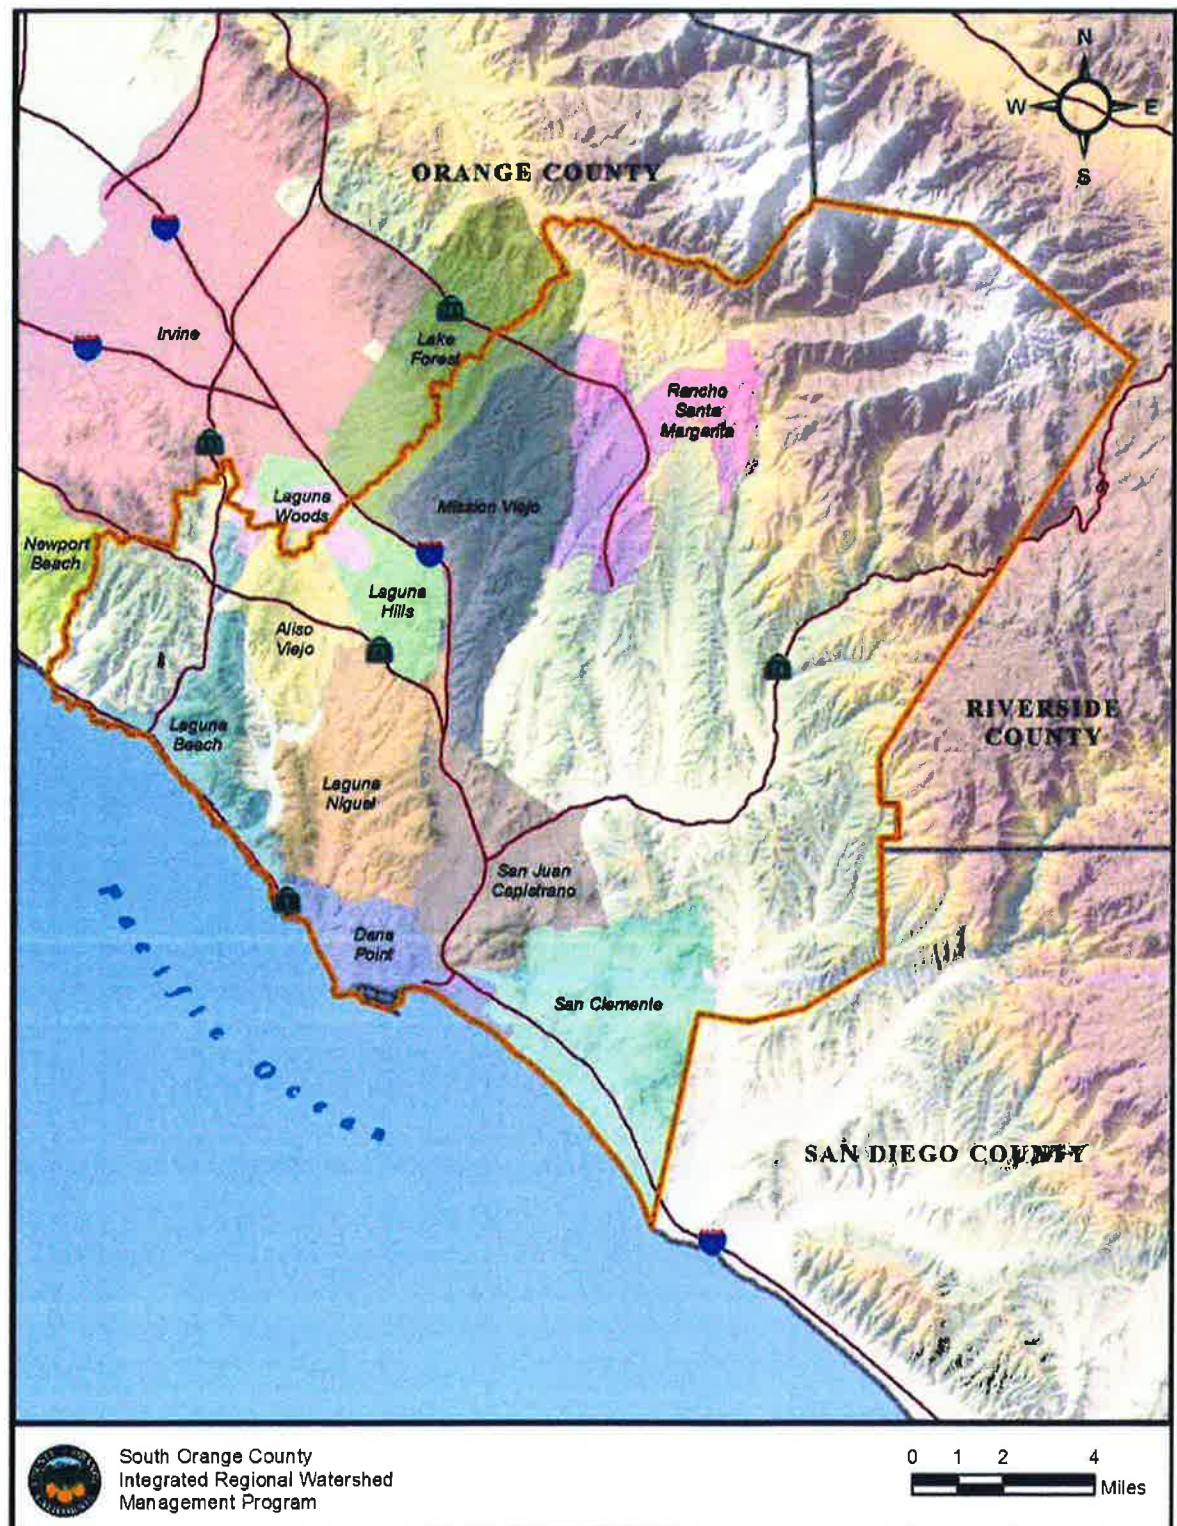 N
W
E
S
ORANGE COUNTY
Irvine
Lake
Forest
Rancho
Santa
Margarita
Laguna
Woods
Mission Viejo
Newport
Beach
Laguna
Hills
Aliso
Viejo
RIVERSIDE
COUNTY
Laguna
Beach
Laguna
Niguel
San Juan
Capistrano
Pacific Ocean
Dana
Point
San Clemente
SAN DIEGO COUNTY
South Orange County
Integrated Regional Watershed
Management Program
0 1 2 4
Miles